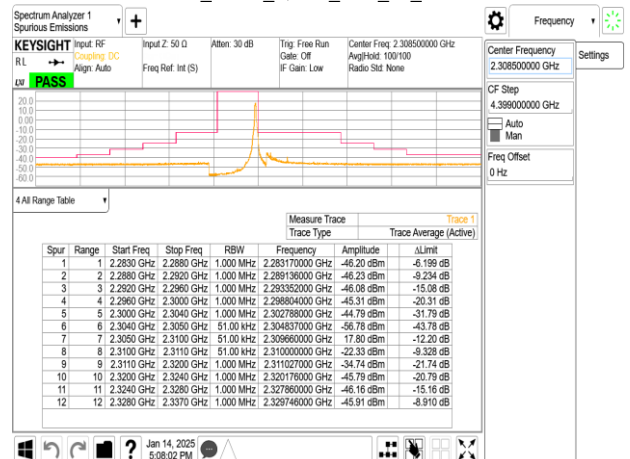 Spectrum Analyzer 1
Spurious Emissions
KEYSIGHT
RL
LXI
PASS
Input: RF
Coupling: DC
Align: Auto
Input Z: 50 Ω
Freq Ref: Int (S)
Atten: 30 dB
Trig: Free Run
Gate: Off
IF Gain: Low
Center Freq: 2.308500000 GHz
Avg|Hold: 100/100
Radio Std: None
Frequency
Center Frequency
2.308500000 GHz
Settings
CF Step
4.399000000 GHz
Auto
Man
Freq Offset
0 Hz
20.0
10.0
0.00
-10.0
-20.0
-30.0
-40.0
-50.0
-60.0
4 All Range Table
Measure Trace Trace 1
Trace Type Trace Average (Active)
Spur Range Start Freq Stop Freq RBW Frequency Amplitude ΔLimit
1 1 2.2830 GHz 2.2880 GHz 1.000 MHz 2.283170000 GHz -46.20 dBm -6.199 dB
2 2 2.2880 GHz 2.2920 GHz 1.000 MHz 2.289136000 GHz -46.23 dBm -9.234 dB
3 3 2.2920 GHz 2.2960 GHz 1.000 MHz 2.293352000 GHz -46.08 dBm -15.08 dB
4 4 2.2960 GHz 2.3000 GHz 1.000 MHz 2.298804000 GHz -45.31 dBm -20.31 dB
5 5 2.3000 GHz 2.3040 GHz 1.000 MHz 2.302788000 GHz -44.79 dBm -31.79 dB
6 6 2.3040 GHz 2.3050 GHz 51.00 kHz 2.304837000 GHz -56.78 dBm -43.78 dB
7 7 2.3050 GHz 2.3100 GHz 51.00 kHz 2.309660000 GHz 17.80 dBm -12.20 dB
8 8 2.3100 GHz 2.3110 GHz 51.00 kHz 2.310000000 GHz -22.33 dBm -9.328 dB
9 9 2.3110 GHz 2.3200 GHz 1.000 MHz 2.311027000 GHz -34.74 dBm -21.74 dB
10 10 2.3200 GHz 2.3240 GHz 1.000 MHz 2.320176000 GHz -45.79 dBm -20.79 dB
11 11 2.3240 GHz 2.3280 GHz 1.000 MHz 2.327860000 GHz -46.16 dBm -15.16 dB
12 12 2.3280 GHz 2.3370 GHz 1.000 MHz 2.329746000 GHz -45.91 dBm -8.910 dB
Jan 14, 2025
5:08:02 PM